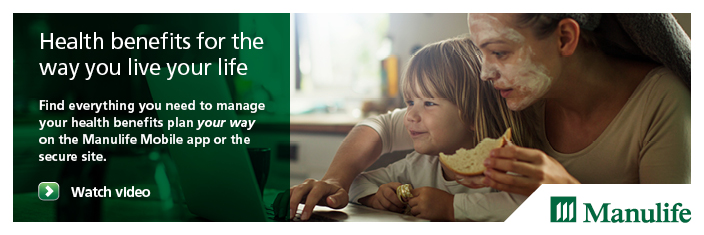 Health benefits for the
way you live your life
Find everything you need to manage
your health benefits plan your way
on the Manulife Mobile app or the
secure site.
Watch video
Manulife